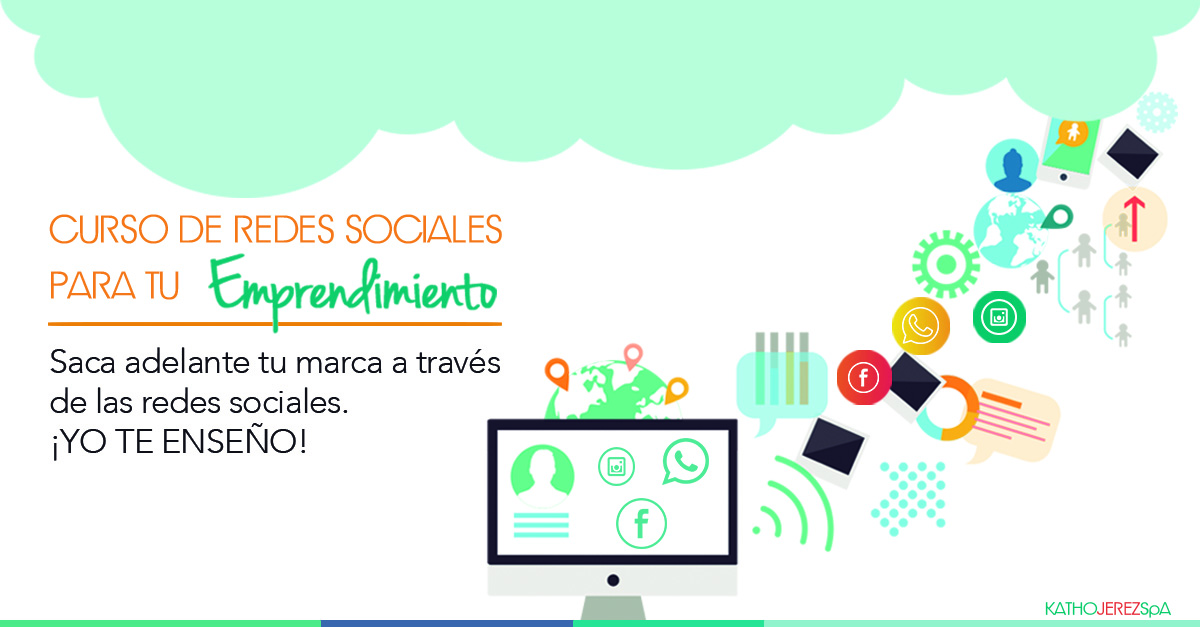 CURSO DE REDES SOCIALES
PARA TU Emprendimiento
Saca adelante tu marca a través
de las redes sociales.
¡YO TE ENSEÑO!
KATHOJEREZSpA